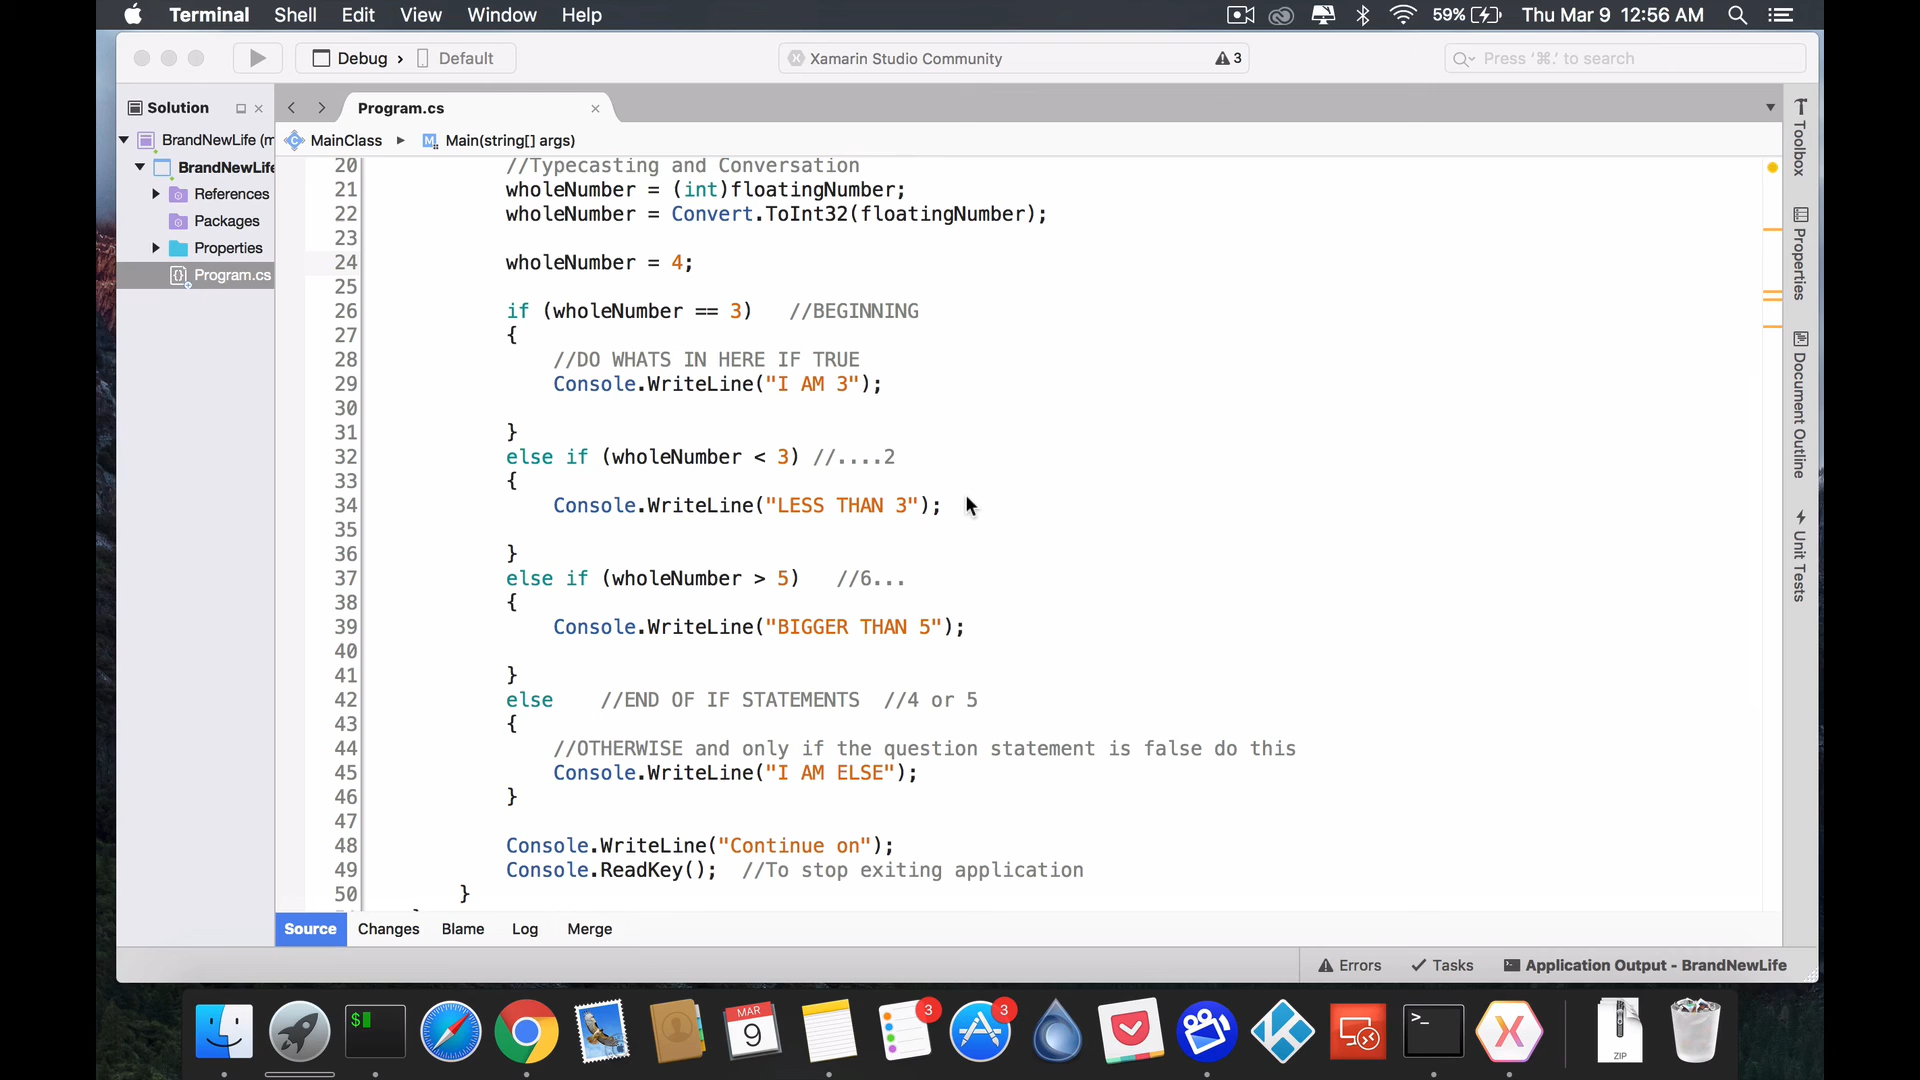 Terminal Shell Edit View Window Help 59% Thu Mar 9 12:56 AM
Debug › Default Xamarin Studio Community 3 Press ‘⌘.’ to search
Solution Program.cs
BrandNewLife (m MainClass Main(string[] args)
BrandNewLife
References
Packages
Properties
Program.cs
20 //Typecasting and Conversation
21 wholeNumber = (int)floatingNumber;
22 wholeNumber = Convert.ToInt32(floatingNumber);
23
24 wholeNumber = 4;
25
26 if (wholeNumber == 3) //BEGINNING
27 {
28 //DO WHATS IN HERE IF TRUE
29 Console.WriteLine("I AM 3");
30
31 }
32 else if (wholeNumber < 3) //....2
33 {
34 Console.WriteLine("LESS THAN 3");
35
36 }
37 else if (wholeNumber > 5) //6...
38 {
39 Console.WriteLine("BIGGER THAN 5");
40
41 }
42 else //END OF IF STATEMENTS //4 or 5
43 {
44 //OTHERWISE and only if the question statement is false do this
45 Console.WriteLine("I AM ELSE");
46 }
47
48 Console.WriteLine("Continue on");
49 Console.ReadKey(); //To stop exiting application
50 }
Toolbox
Properties
Document Outline
Unit Tests
Source Changes Blame Log Merge
Errors Tasks Application Output - BrandNewLife
$
MAR
9
3
3
>_
ZIP